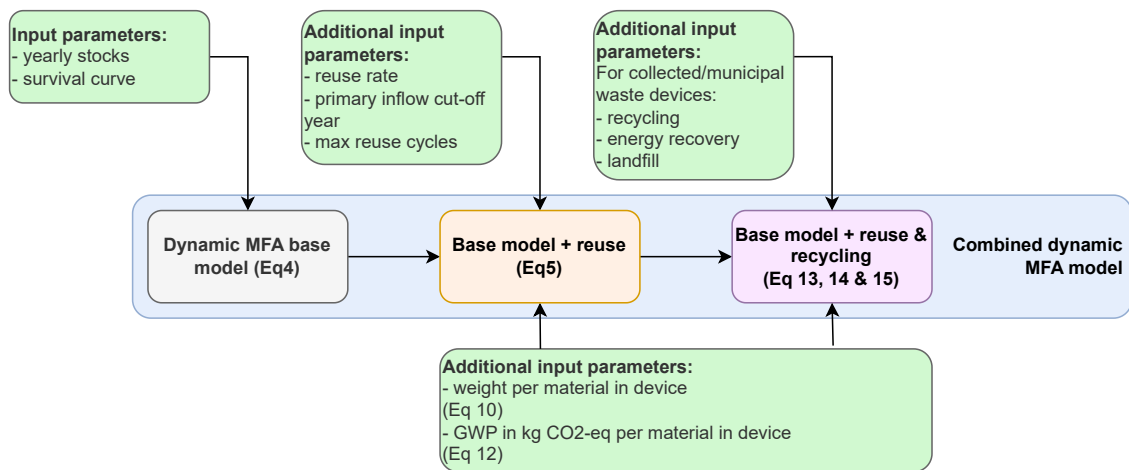 Input parameters:
- yearly stocks
- survival curve
Additional input
parameters:
- reuse rate
- primary inflow cut-off
year
- max reuse cycles
Additional input
parameters:
For collected/municipal
waste devices:
- recycling
- energy recovery
- landfill
Dynamic MFA base
model (Eq4)
Base model + reuse
(Eq5)
Base model + reuse &
recycling
(Eq 13, 14 & 15)
Combined dynamic
MFA model
Additional input parameters:
- weight per material in device
(Eq 10)
- GWP in kg CO2-eq per material in device
(Eq 12)